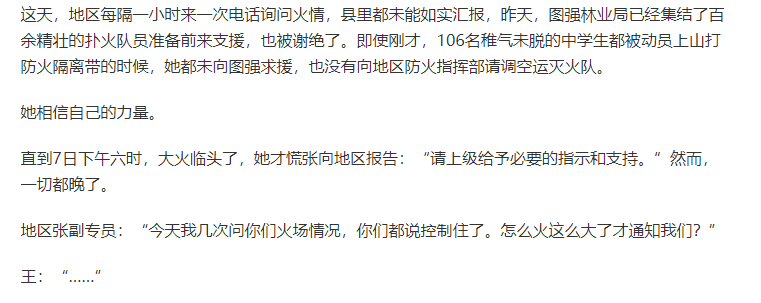 这天，地区每隔一小时来一次电话询问火情，县里都未能如实汇报，昨天，图强林业局已经集结了百
余精壮的扑火队员准备前来支援，也被谢绝了。即使刚才，106名稚气未脱的中学生都被动员上山打
防火隔离带的时候，她都未向图强求援，也没有向地区防火指挥部请调空运灭火队。
她相信自己的力量。
直到7日下午六时，大火临头了，她才慌张向地区报告：“请上级给予必要的指示和支持。”然而，
一切都晚了。
地区张副专员：“今天我几次问你们火场情况，你们都说控制住了。怎么火这么大了才通知我们？”
王：“……”